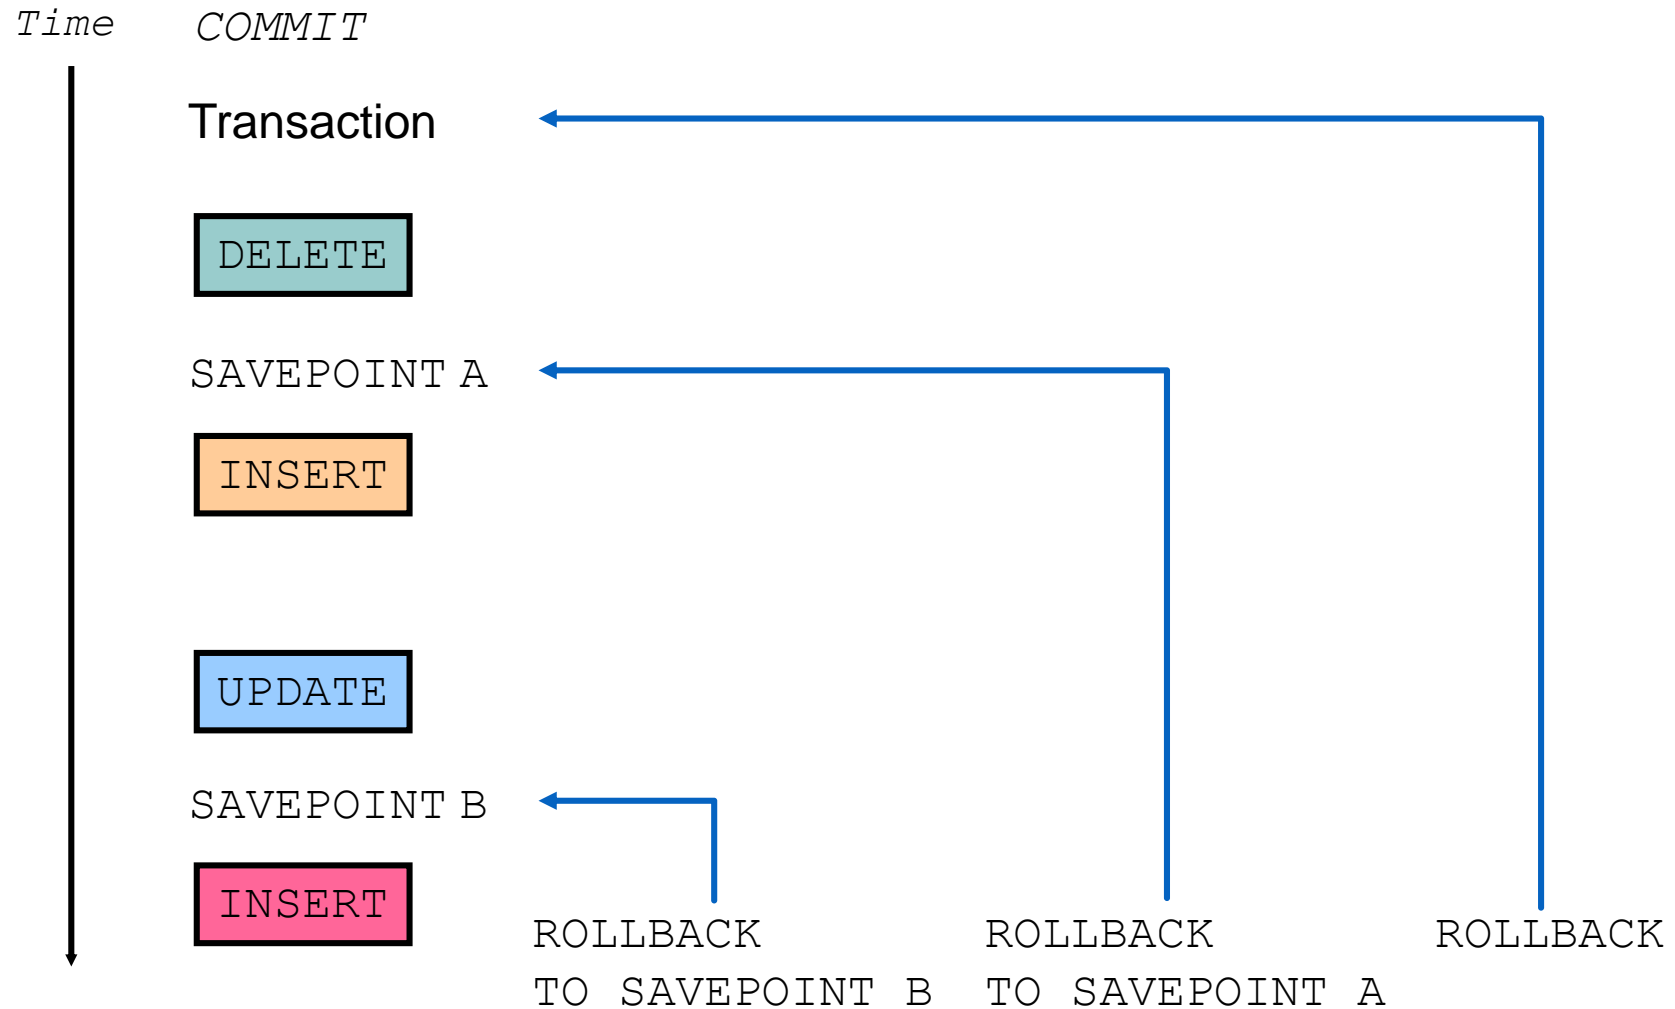 Time
COMMIT
Transaction
DELETE
SAVEPOINT A
INSERT
UPDATE
SAVEPOINT B
INSERT
ROLLBACK
TO SAVEPOINT B
ROLLBACK
TO SAVEPOINT A
ROLLBACK